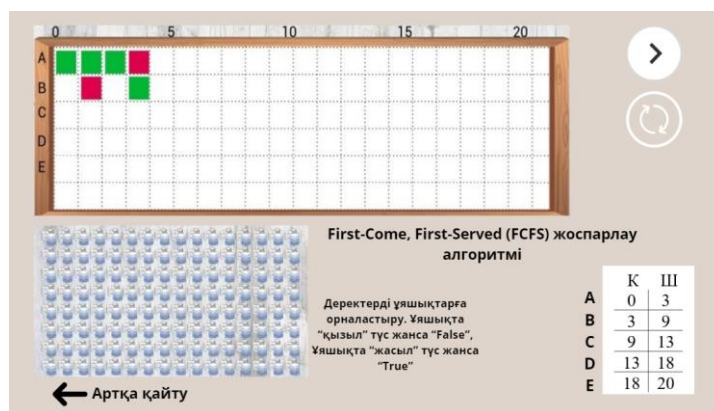 0 5 10 15 20
A
B
C
D
E
First-Come, First-Served (FCFS) жоспарлау
алгоритмі
Деректерді ұяшықтарға
орналастыру. Ұяшықта
"қызыл" түс жанса "False",
Ұяшықта "жасыл" түс жанса
"True"
К Ш
A 0 3
B 3 9
C 9 13
D 13 18
E 18 20
Артқа қайту